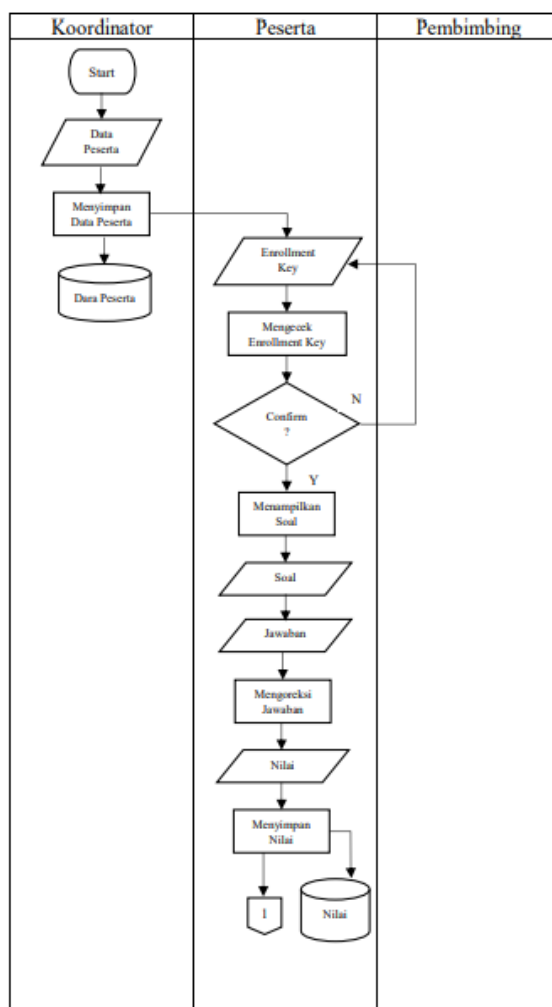 Koordinator
Peserta
Pembimbing
Start
Data
Peserta
Menyimpan
Data Peserta
Dara Peserta
Enrollment
Key
Mengecek
Enrollment Key
Confirm
?
N
Y
Menampilkan
Soal
Soal
Jawaban
Mengoreksi
Jawaban
Nilai
Menyimpan
Nilai
1
Nilai